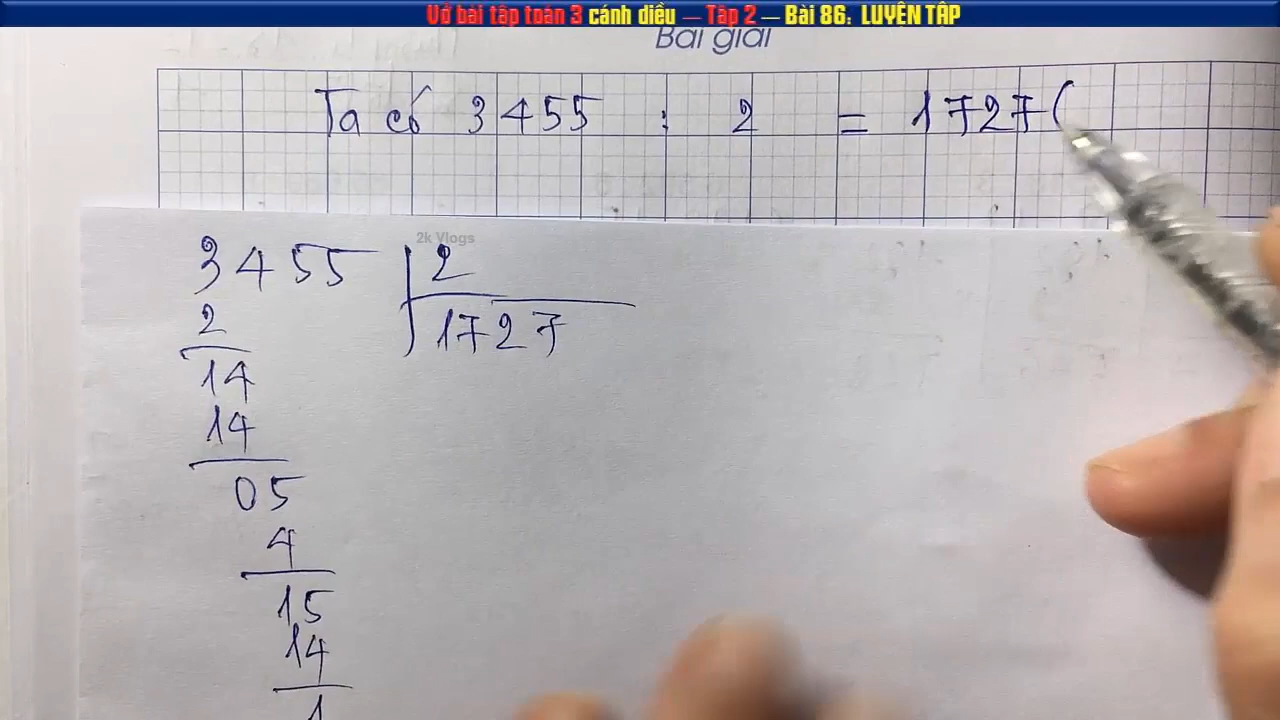 Vở bài tập toán 3 cánh diều – Tập 2 – Bài 86: LUYỆN TẬP
Bài giải
Ta có 3455 : 2 = 1727 (
2k Vlogs
3455 2
2 1727
14
14
05
4
15
14
1